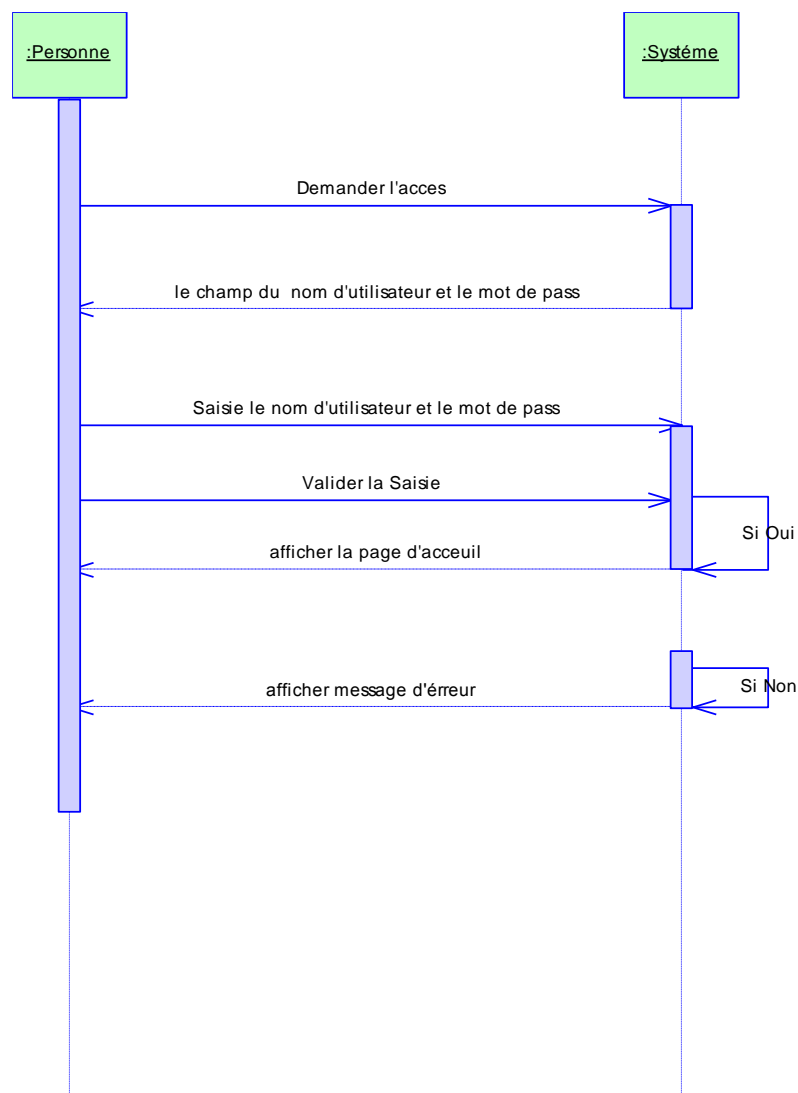 :Personne
:Systéme
Demander l'acces
le champ du  nom d'utilisateur et le mot de pass
Saisie le nom d'utilisateur et le mot de pass
Valider la Saisie
Si Oui
afficher la page d'acceuil
Si Non
afficher message d'érreur